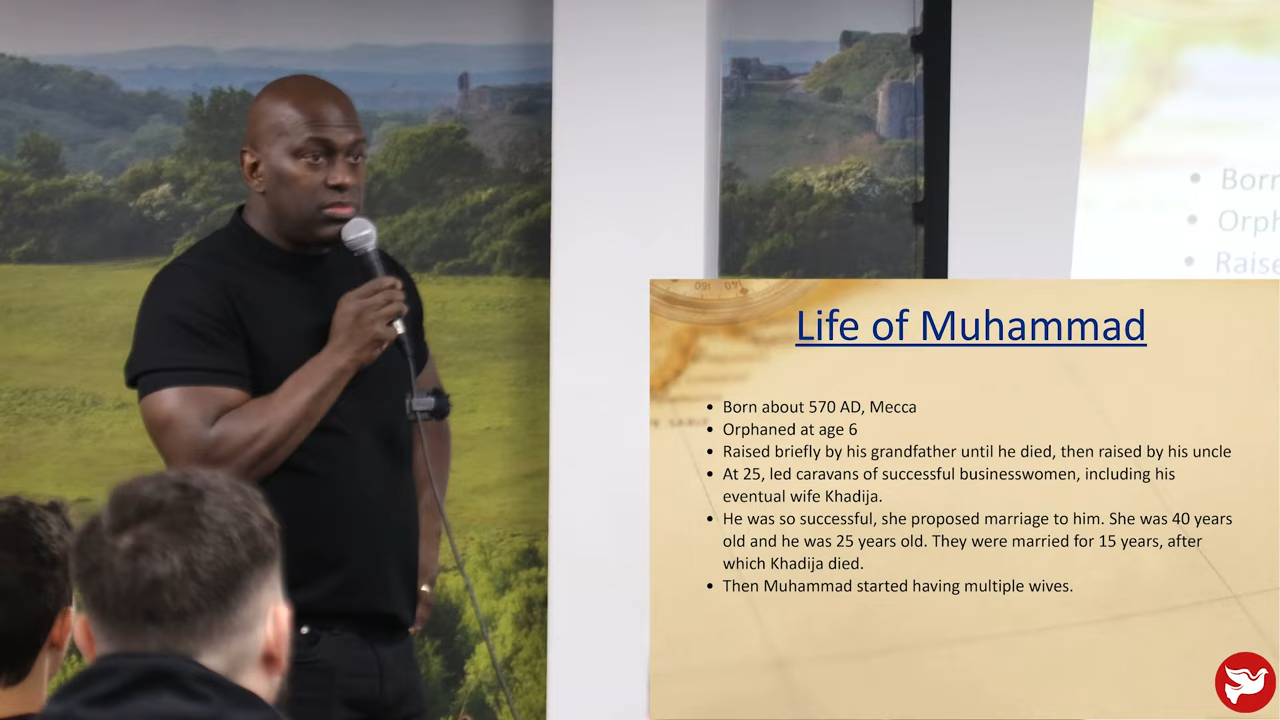 Born
Orph
Raise
Life of Muhammad
• Born about 570 AD, Mecca
• Orphaned at age 6
• Raised briefly by his grandfather until he died, then raised by his uncle
• At 25, led caravans of successful businesswomen, including his
eventual wife Khadija.
• He was so successful, she proposed marriage to him. She was 40 years
old and he was 25 years old. They were married for 15 years, after
which Khadija died.
• Then Muhammad started having multiple wives.